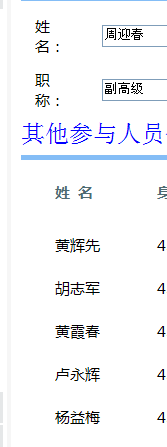 姓
名： 周迎春
职
称： 副高级
其他参与人员
姓 名
黄辉先 4
胡志军 4
黄霞春 4
卢永辉 4
杨益梅 4